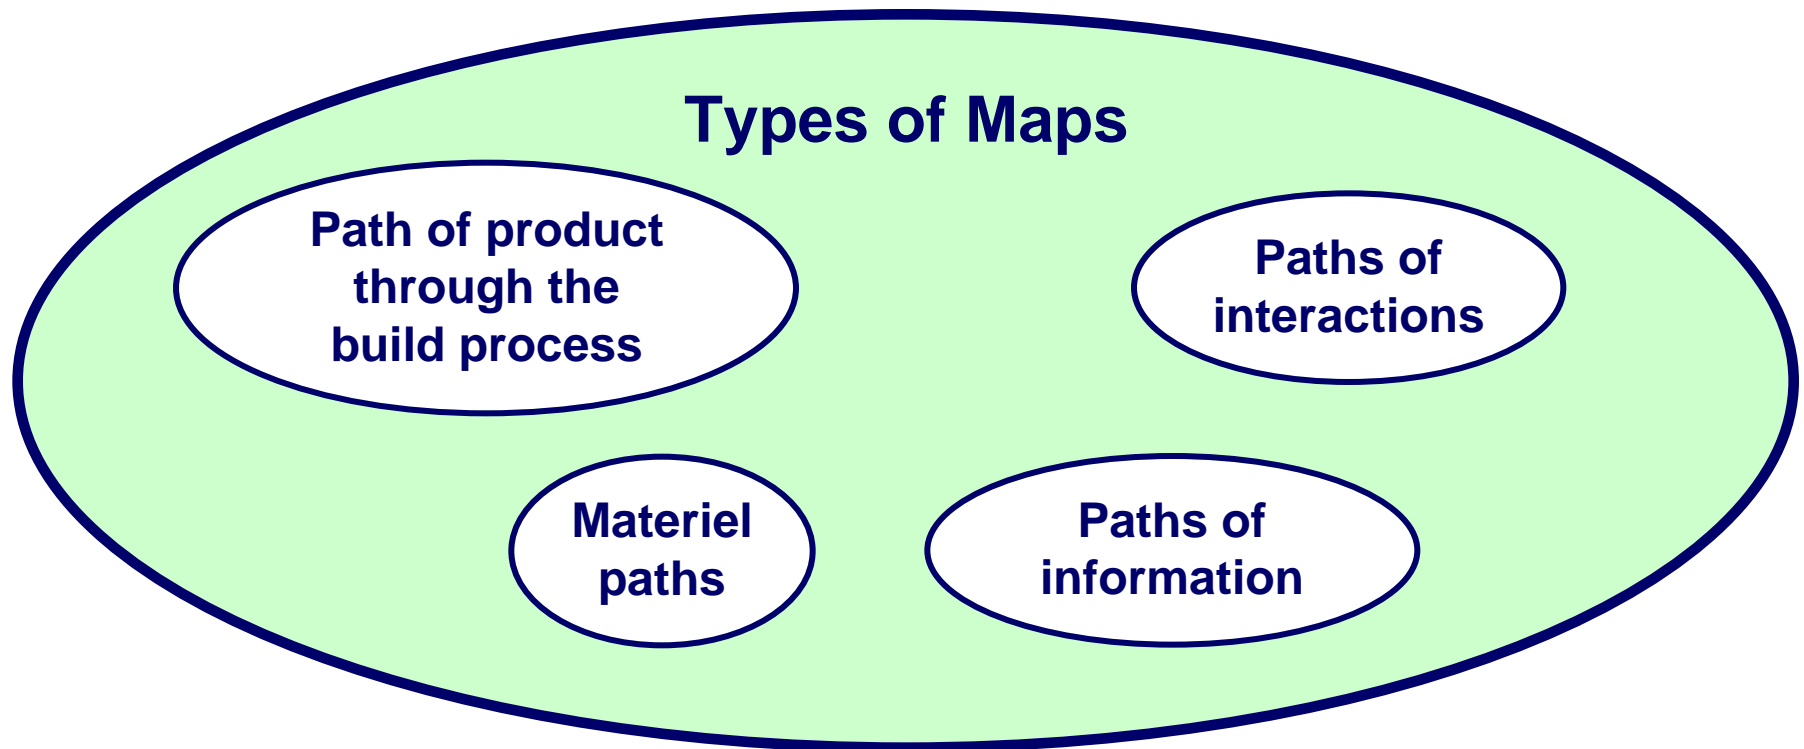 Types of Maps
Path of product
through the
build process
Paths of
interactions
Materiel
paths
Paths of
information